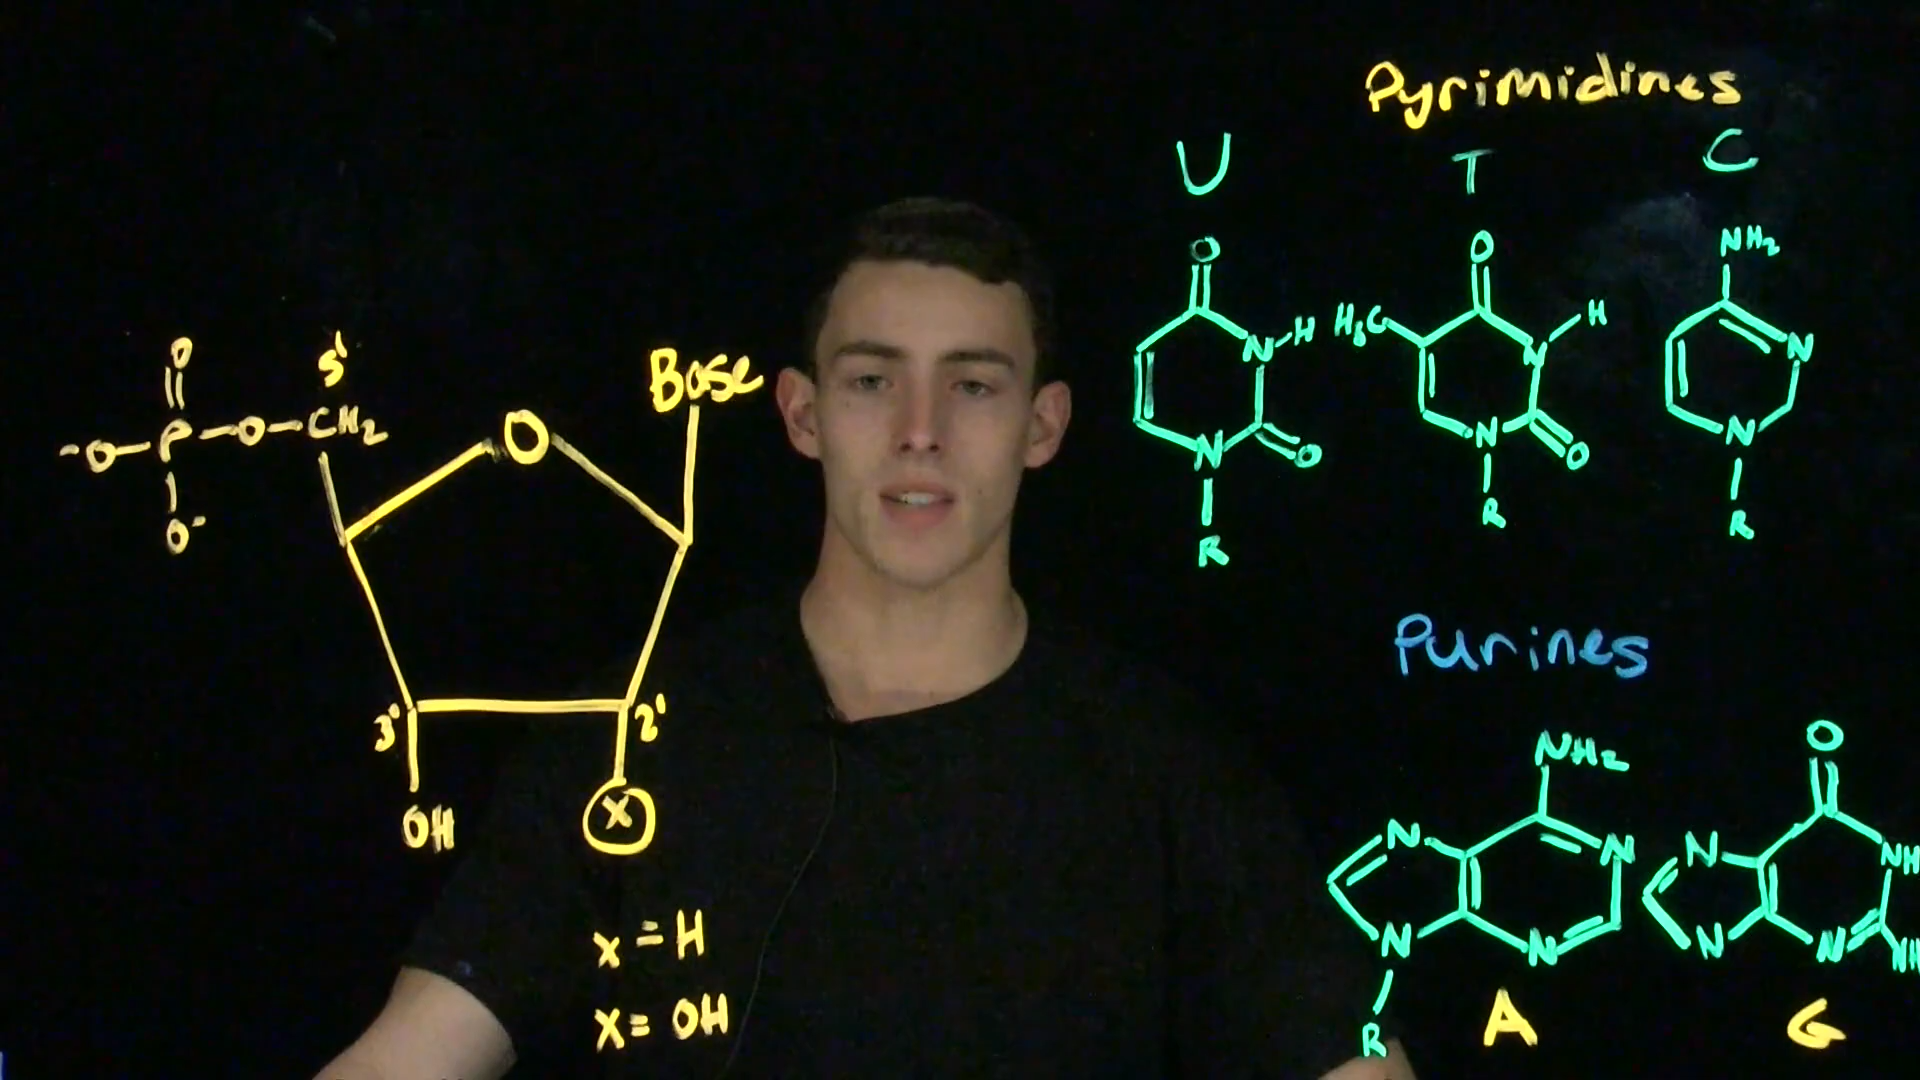 Pyrimidines
U T C
O O NH2
N-H H3C N H N
N O N O N
R R R
O
-O-P-O-CH2 5'
O-
O Base
3' 2'
OH X
X = H
X = OH
Purines
NH2 O
N N N NH
N N N N NH
R A G